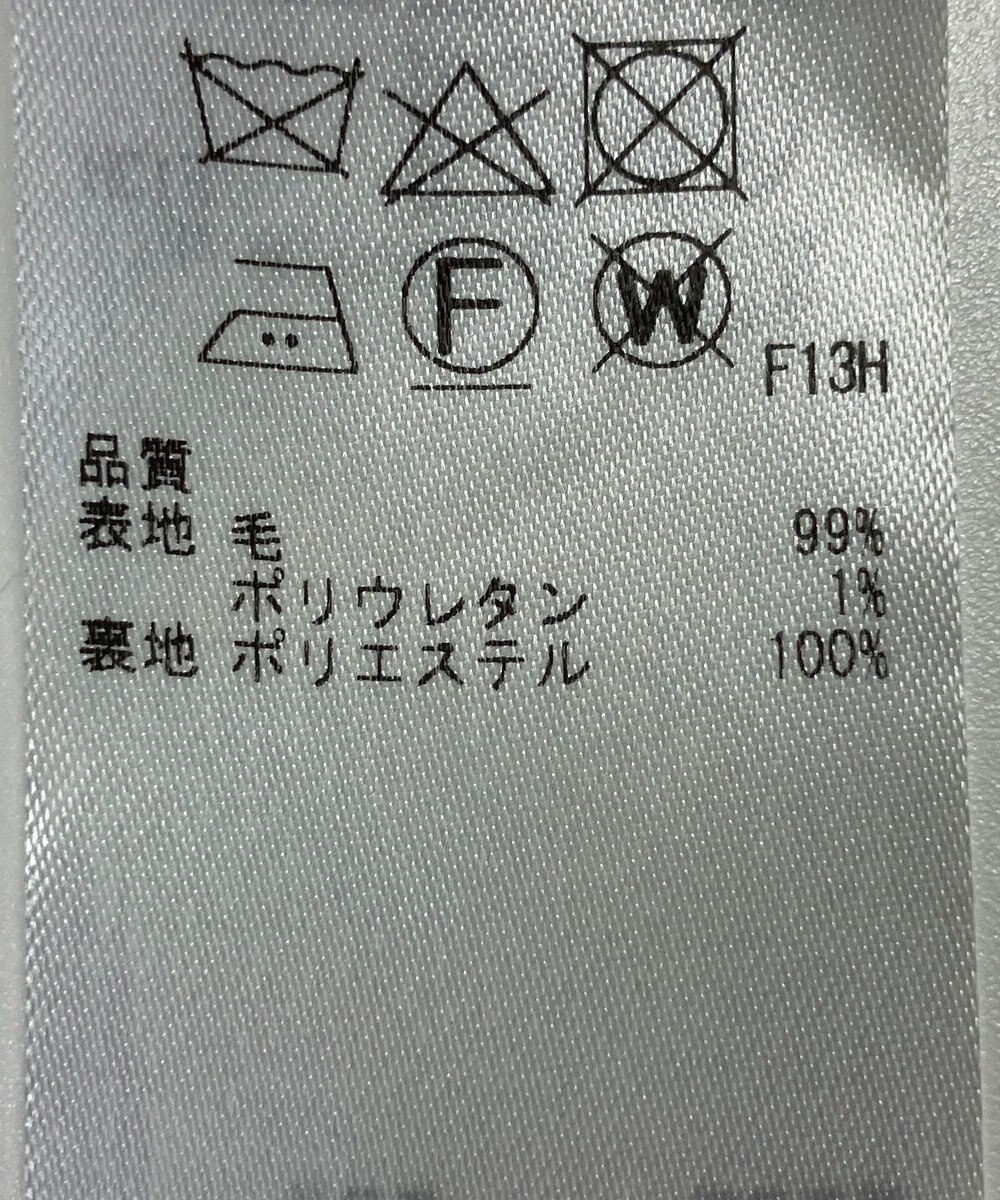 F W F13H
品質
表地 毛 99%
ポリウレタン 1%
裏地 ポリエステル 100%